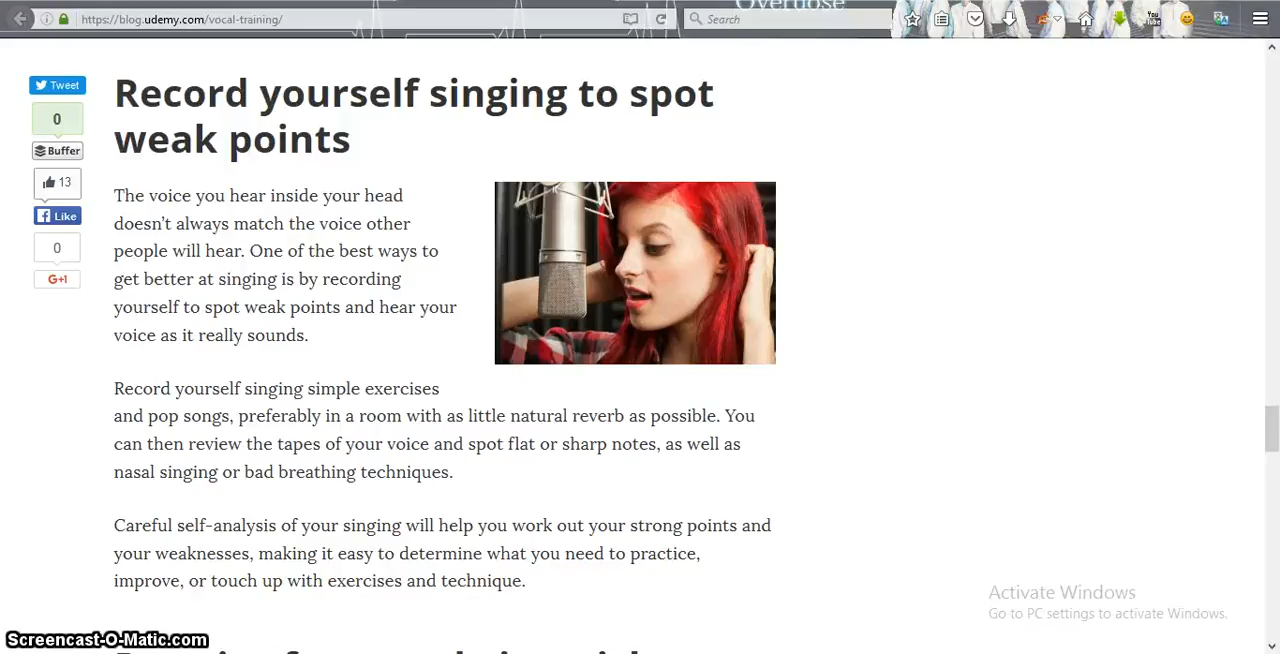 Overdose
https://blog.udemy.com/vocal-training/
Search
You
Tube
Tweet
0
Buffer
13
Like
0
G+1
Record yourself singing to spot
weak points
The voice you hear inside your head
doesn’t always match the voice other
people will hear. One of the best ways to
get better at singing is by recording
yourself to spot weak points and hear your
voice as it really sounds.
Record yourself singing simple exercises
and pop songs, preferably in a room with as little natural reverb as possible. You
can then review the tapes of your voice and spot flat or sharp notes, as well as
nasal singing or bad breathing techniques.
Careful self-analysis of your singing will help you work out your strong points and
your weaknesses, making it easy to determine what you need to practice,
improve, or touch up with exercises and technique.
Activate Windows
Go to PC settings to activate Windows.
Screencast-O-Matic.com